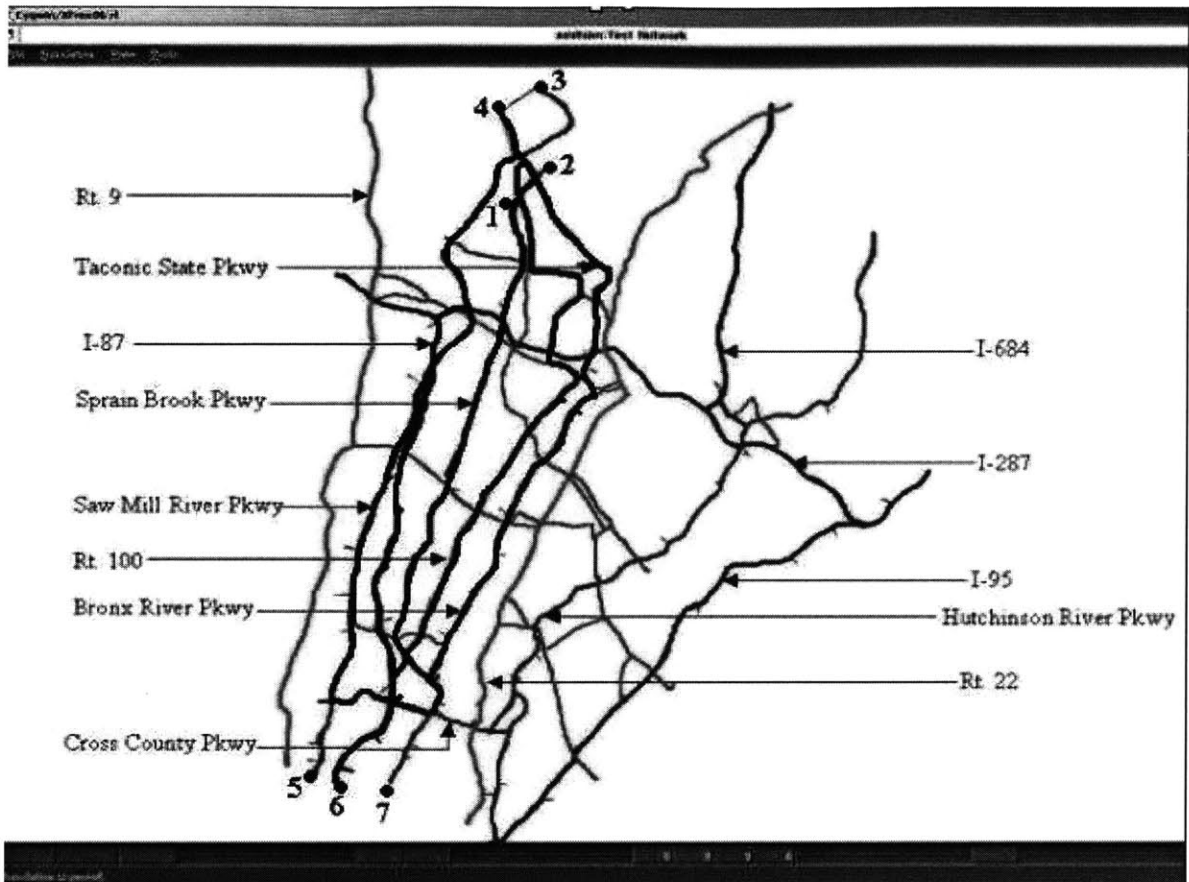 3
4
2
Rt. 9
1
Taconic State Pkwy
I-87
I-684
Sprain Brook Pkwy
I-287
Saw Mill River Pkwy
Rt. 100
I-95
Bronx River Pkwy
Hutchinson River Pkwy
Rt. 22
Cross County Pkwy
5
6
7